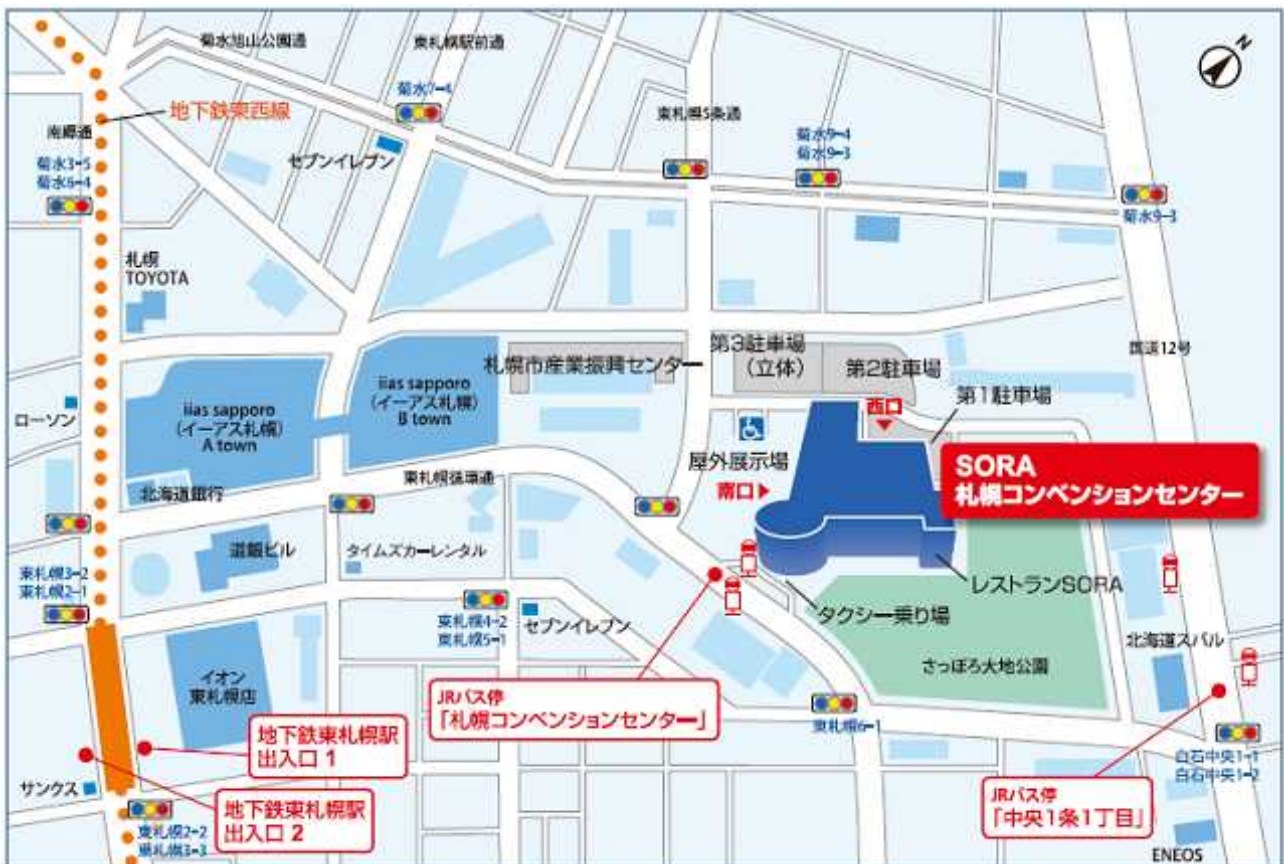 菊水旭山公園通
東札幌駅前通
N
菊水7-4
地下鉄東西線
南郷通
東札幌5条通
菊水9-4
菊水9-3
セブンイレブン
菊水3-5
菊水6-4
菊水9-3
札幌
TOYOTA
国道12号
札幌市産業振興センター
第3駐車場
(立体)
第2駐車場
iias sapporo
(イーアス札幌)
A town
iias sapporo
(イーアス札幌)
B town
ローソン
第1駐車場
西口
屋外展示場
南口
SORA
札幌コンベンションセンター
北海道銀行
東札幌循環通
道銀ビル
タイムズカーレンタル
東札幌3-2
東札幌2-1
レストランSORA
タクシー乗り場
東札幌4-2
東札幌5-1
セブンイレブン
北海道スバル
さっぽろ大地公園
イオン
東札幌店
JRバス停
「札幌コンベンションセンター」
東札幌6-1
地下鉄東札幌駅
出入口 1
白石中央1-1
白石中央1-2
サンクス
地下鉄東札幌駅
出入口 2
JRバス停
「中央1条1丁目」
東札幌2-2
東札幌3-3
ENEOS